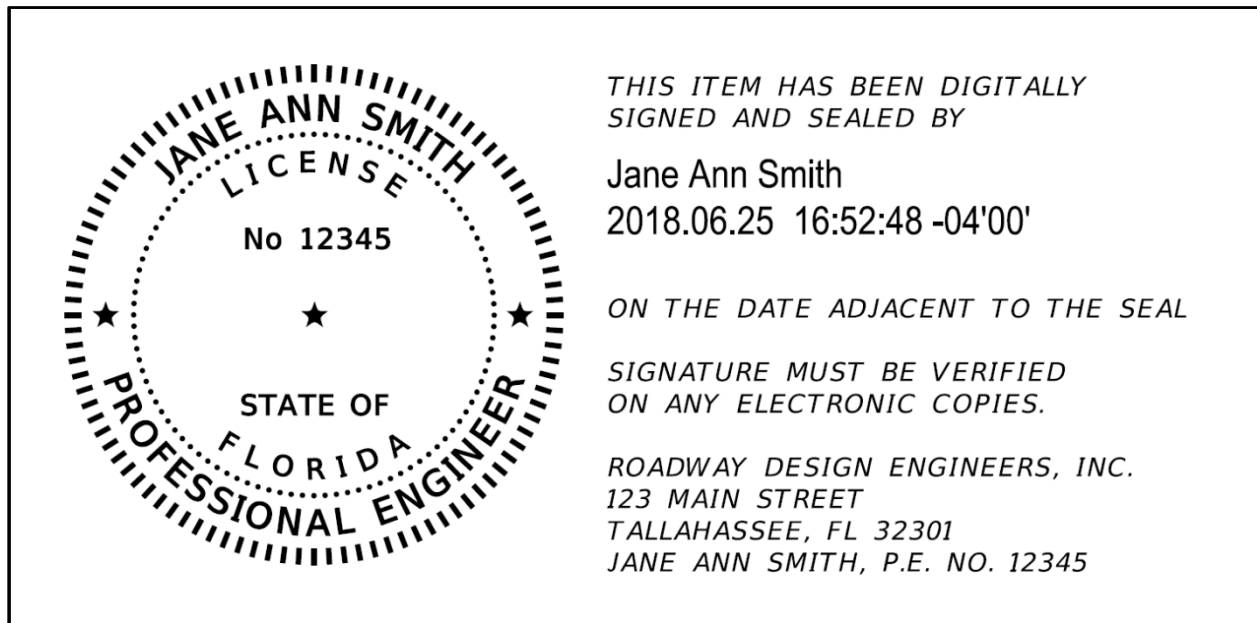 JANE ANN SMITH
LICENSE
No 12345
STATE OF
FLORIDA
PROFESSIONAL ENGINEER
THIS ITEM HAS BEEN DIGITALLY
SIGNED AND SEALED BY
Jane Ann Smith
2018.06.25 16:52:48 -04'00'
ON THE DATE ADJACENT TO THE SEAL
SIGNATURE MUST BE VERIFIED
ON ANY ELECTRONIC COPIES.
ROADWAY DESIGN ENGINEERS, INC.
123 MAIN STREET
TALLAHASSEE, FL 32301
JANE ANN SMITH, P.E. NO. 12345